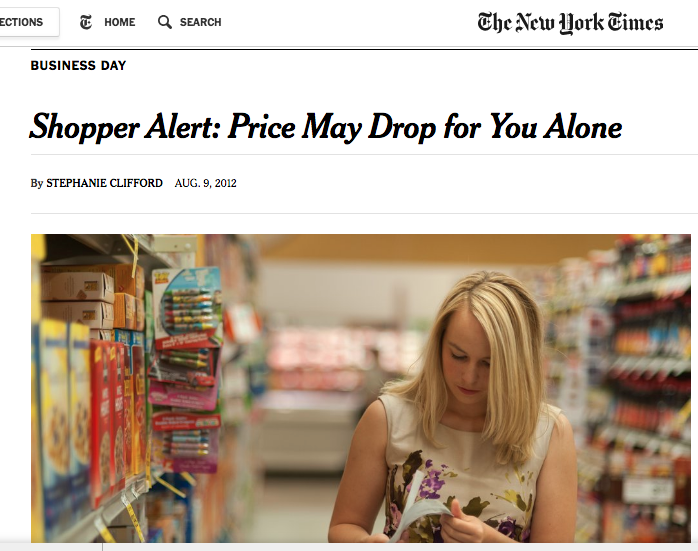 ECTIONS HOME SEARCH The New York Times
BUSINESS DAY
Shopper Alert: Price May Drop for You Alone
By STEPHANIE CLIFFORD AUG. 9, 2012